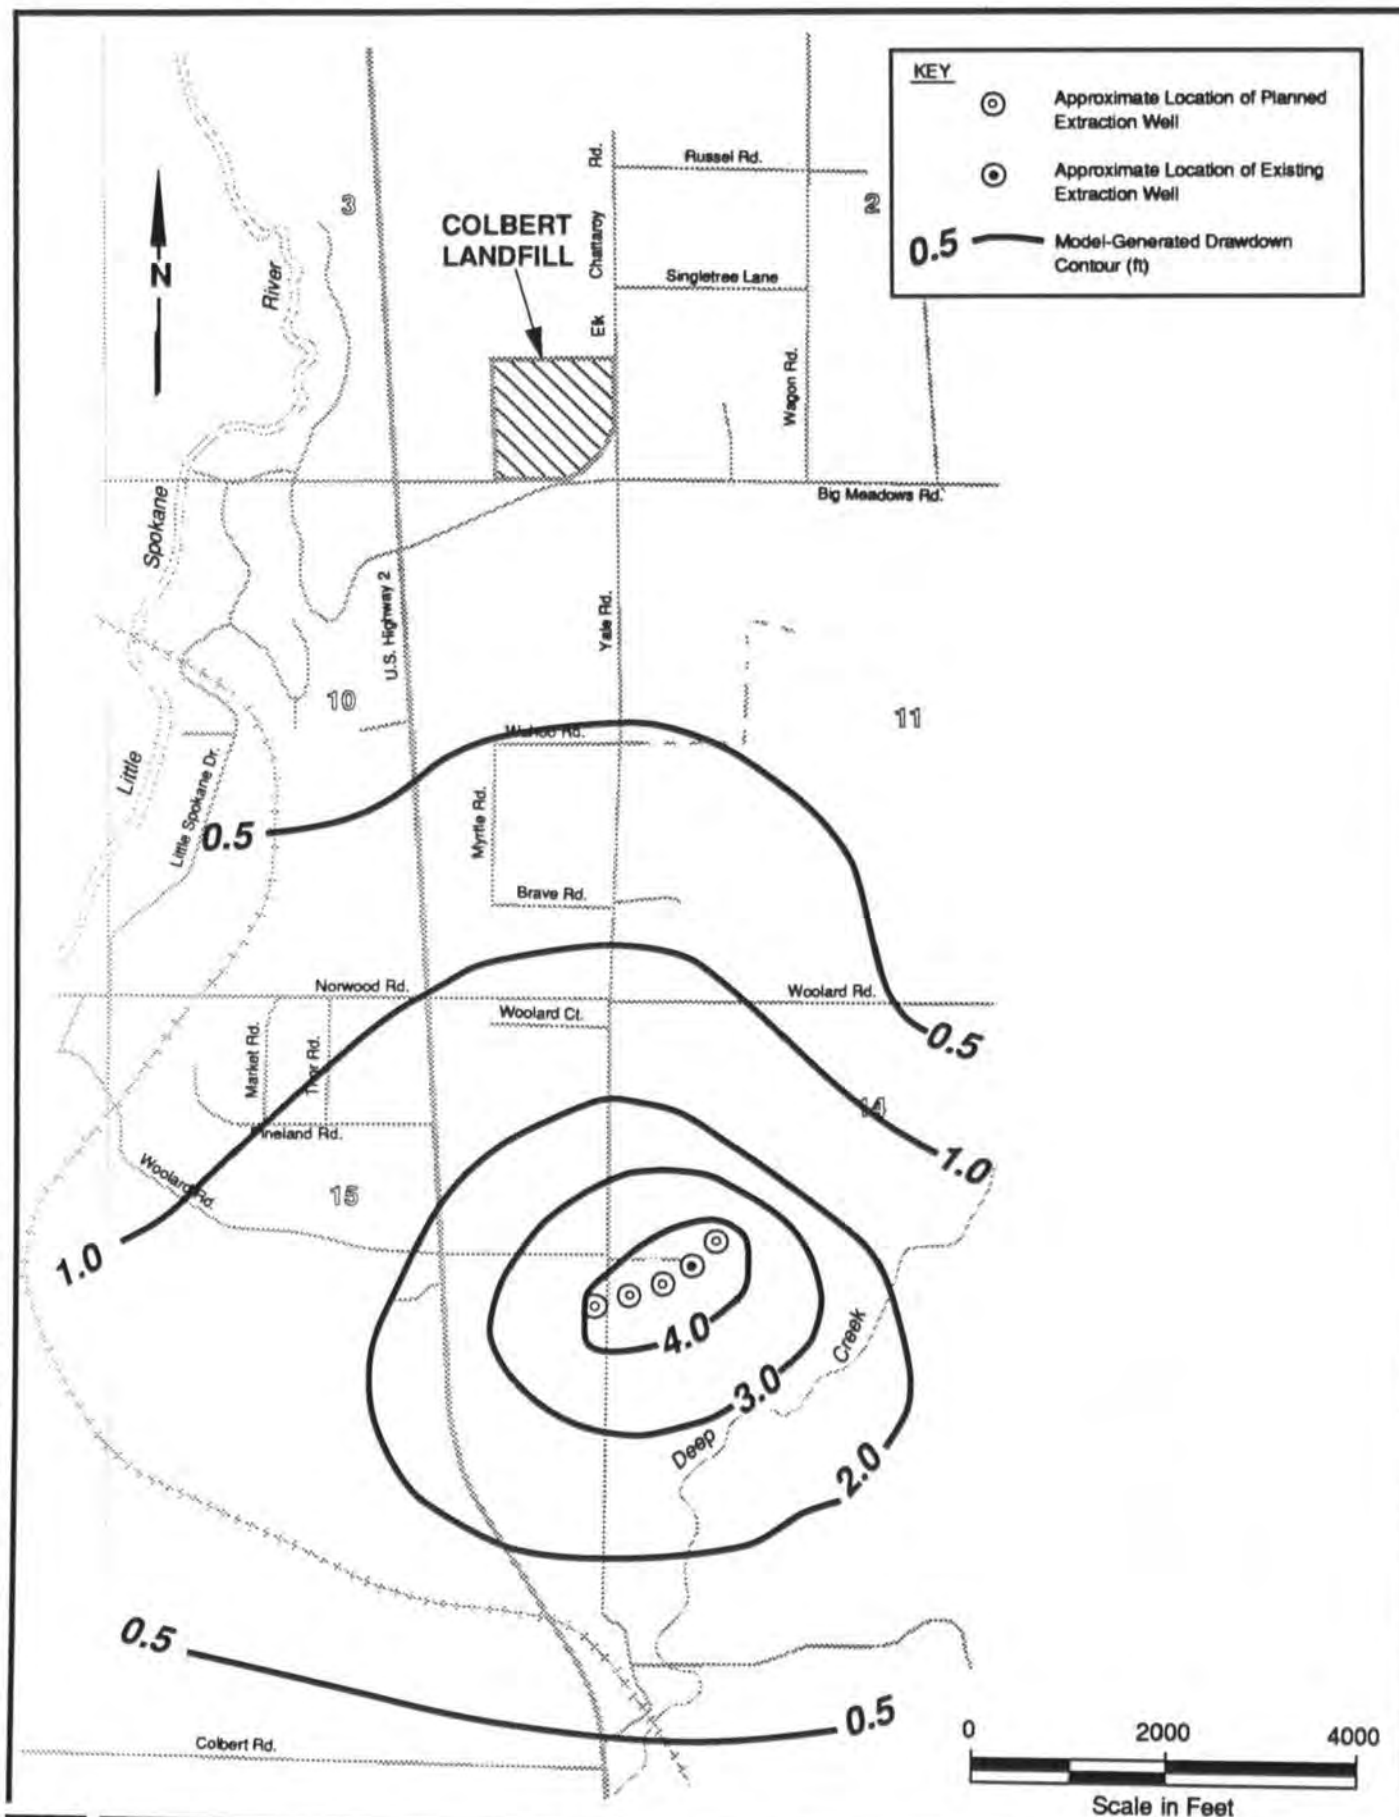 KEY
Approximate Location of Planned
Extraction Well
Approximate Location of Existing
Extraction Well
0.5
Model-Generated Drawdown
Contour (ft)
Russel Rd.
Elk Chattaroy Rd.
3
2
COLBERT
LANDFILL
N
River
Singletree Lane
Wagon Rd.
Big Meadows Rd.
Spokane
U.S. Highway 2
Yale Rd.
10
11
Wahoo Rd.
Little
Little Spokane Dr.
0.5
Myrtle Rd.
Brave Rd.
Norwood Rd.
Woolard Rd.
Woolard Ct.
0.5
Market Rd.
Thor Rd.
14
Pineland Rd.
1.0
Woolard Rd.
15
1.0
4.0
Creek
3.0
Deep
2.0
0.5
0.5
Colbert Rd.
0 2000 4000
Scale in Feet